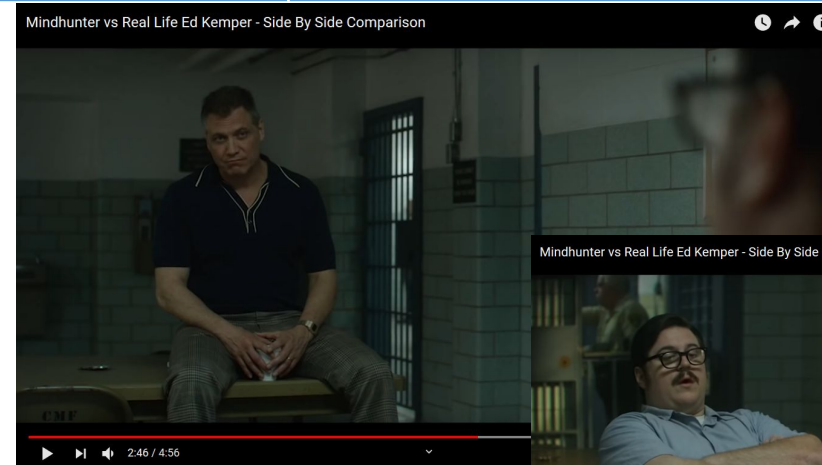 Mindhunter vs Real Life Ed Kemper - Side By Side Comparison
Mindhunter vs Real Life Ed Kemper - Side By Side
CMF
2:46 / 4:56